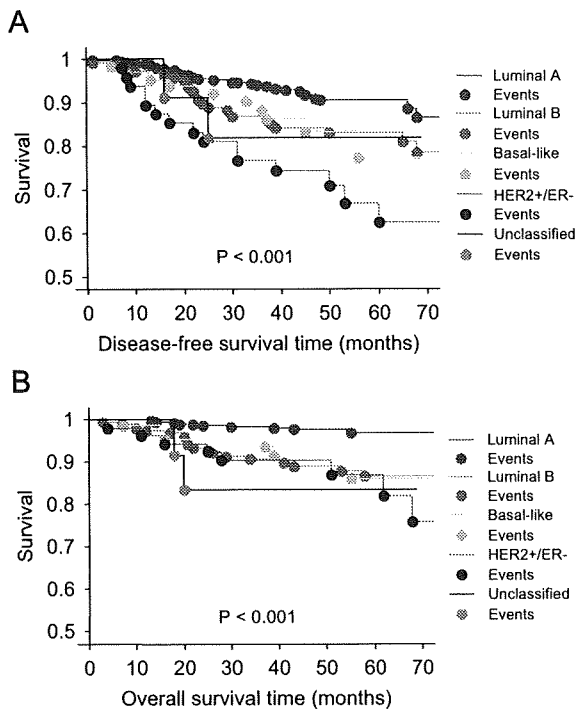 A
1
0.9
0.8
0.7
0.6
0.5
Survival
P < 0.001
0 10 20 30 40 50 60 70
Disease-free survival time (months)
Luminal A
Events
Luminal B
Events
Basal-like
Events
HER2+/ER-
Events
Unclassified
Events
B
1
0.9
0.8
0.7
0.6
0.5
Survival
P < 0.001
0 10 20 30 40 50 60 70
Overall survival time (months)
Luminal A
Events
Luminal B
Events
Basal-like
Events
HER2+/ER-
Events
Unclassified
Events